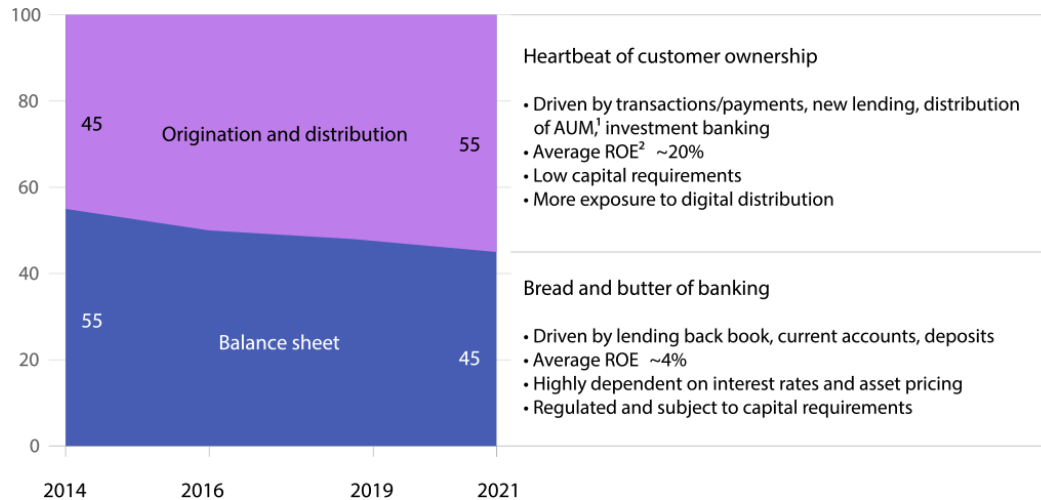 100
80
60
40
20
0
45
Origination and distribution
55
55
Balance sheet
45
2014
2016
2019
2021
Heartbeat of customer ownership
• Driven by transactions/payments, new lending, distribution
of AUM,¹ investment banking
• Average ROE² ~20%
• Low capital requirements
• More exposure to digital distribution
Bread and butter of banking
• Driven by lending back book, current accounts, deposits
• Average ROE ~4%
• Highly dependent on interest rates and asset pricing
• Regulated and subject to capital requirements